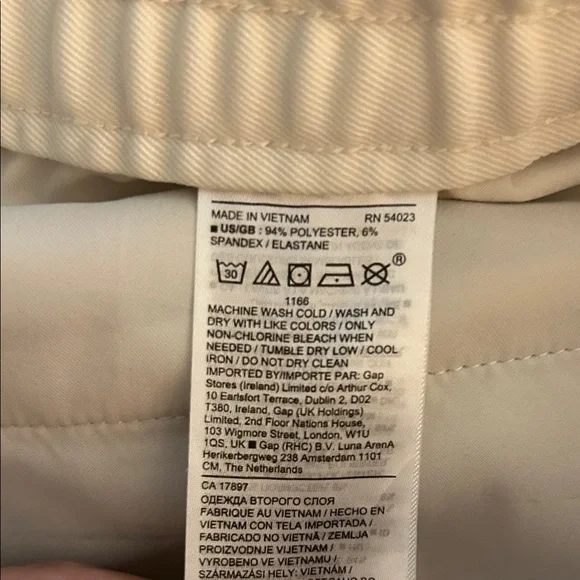 MADE IN VIETNAM RN 54023
■ US/GB : 94% POLYESTER, 6%
SPANDEX / ELASTANE
30 ®
1166
MACHINE WASH COLD / WASH AND
DRY WITH LIKE COLORS / ONLY
NON-CHLORINE BLEACH WHEN
NEEDED / TUMBLE DRY LOW / COOL
IRON / DO NOT DRY CLEAN
IMPORTED BY/IMPORTE PAR: Gap
Stores (Ireland) Limited c/o Arthur Cox,
10 Earlsfort Terrace, Dublin 2, D02
T380, Ireland, Gap (UK Holdings)
Limited, 2nd Floor Nations House,
103 Wigmore Street, London, W1U
1QS, UK ■ Gap (RHC) B.V. Luna ArenA
Herikerbergweg 238 Amsterdam 1101
CM, The Netherlands
CA 17897
ОДЕЖДА ВТОРОГО СЛОЯ
FABRIQUE AU VIETNAM / HECHO EN
VIETNAM CON TELA IMPORTADA /
FABRICADO NO VIETNÃ / ZEMLJA
PROIZVODNJE VIJETNAM /
VYROBENO VE VIETNAMU /
SZÁRMAZÁSI HELY: VIETNÁM /